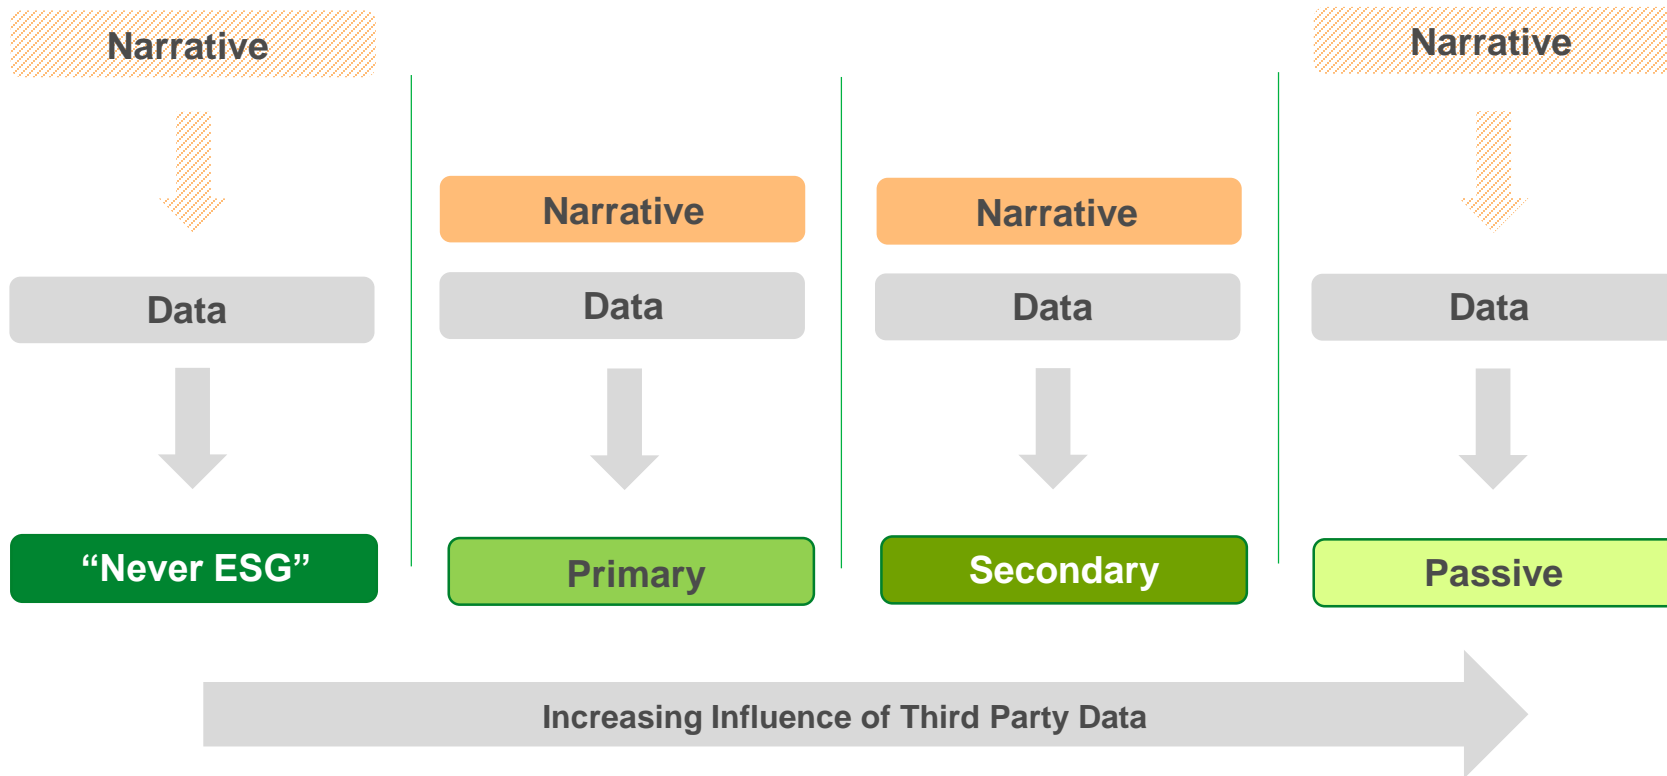 Narrative
Narrative
Narrative
Narrative
Data
Data
Data
Data
“Never ESG”
Primary
Secondary
Passive
Increasing Influence of Third Party Data